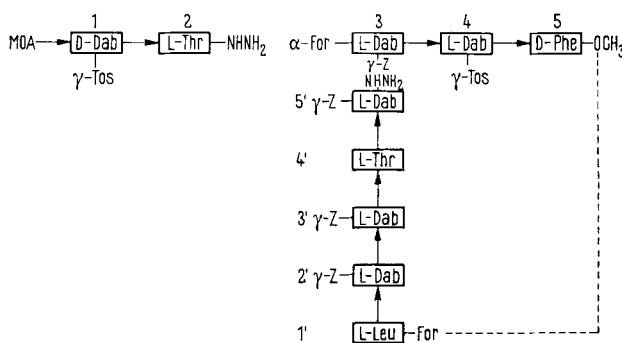 1 2 3 4 5
MOA D-Dab L-Thr NHNH₂ α-For L-Dab L-Dab D-Phe OCH₃
γ-Tos γ-Z γ-Tos
NHNH₂
5' γ-Z L-Dab
4' L-Thr
3' γ-Z L-Dab
2' γ-Z L-Dab
1' L-Leu For